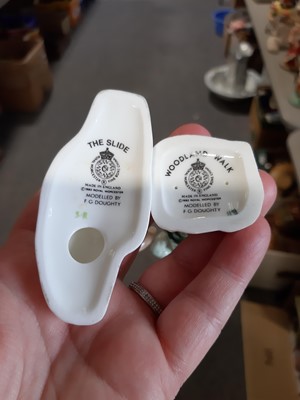 THE SLIDE
MADE IN ENGLAND
ROYAL WORCESTER
MODELLED BY
F·G·DOUGHTY
WOODLAND WALK
MADE IN ENGLAND
ROYAL WORCESTER
MODELLED BY
F·G·DOUGHTY